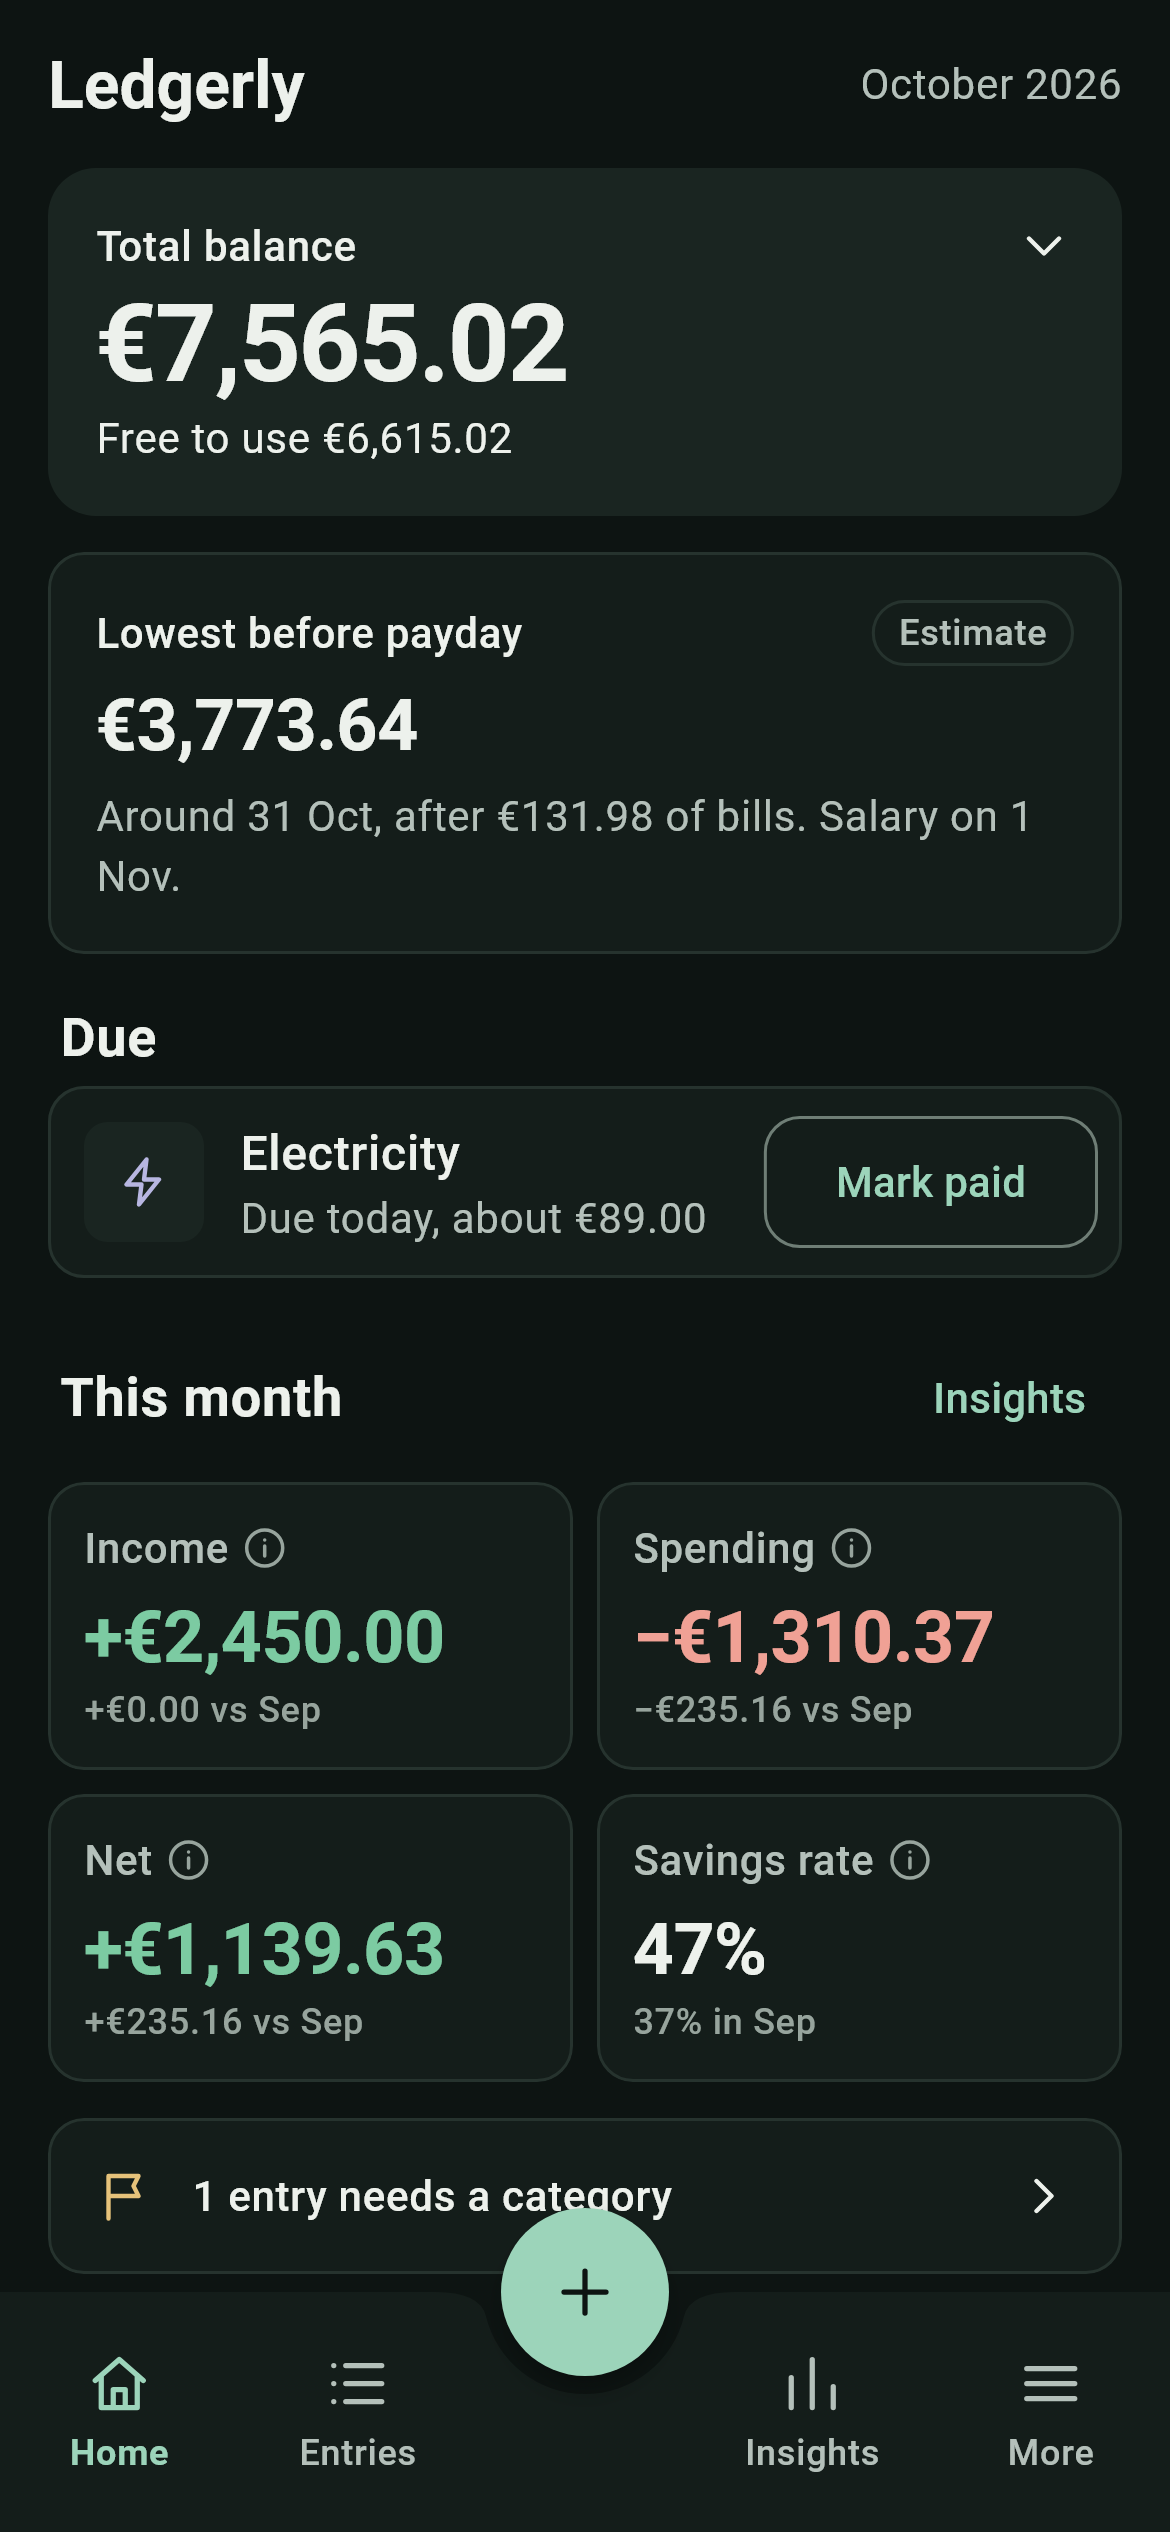 Ledgerly
October 2026
Total balance
€7,565.02
Free to use €6,615.02
Lowest before payday
Estimate
€3,773.64
Around 31 Oct, after €131.98 of bills. Salary on 1
Nov.
Due
Electricity
Due today, about €89.00
Mark paid
This month
Insights
Income
+€2,450.00
+€0.00 vs Sep
Spending
−€1,310.37
−€235.16 vs Sep
Net
+€1,139.63
+€235.16 vs Sep
Savings rate
47%
37% in Sep
1 entry needs a category
Home
Entries
Insights
More